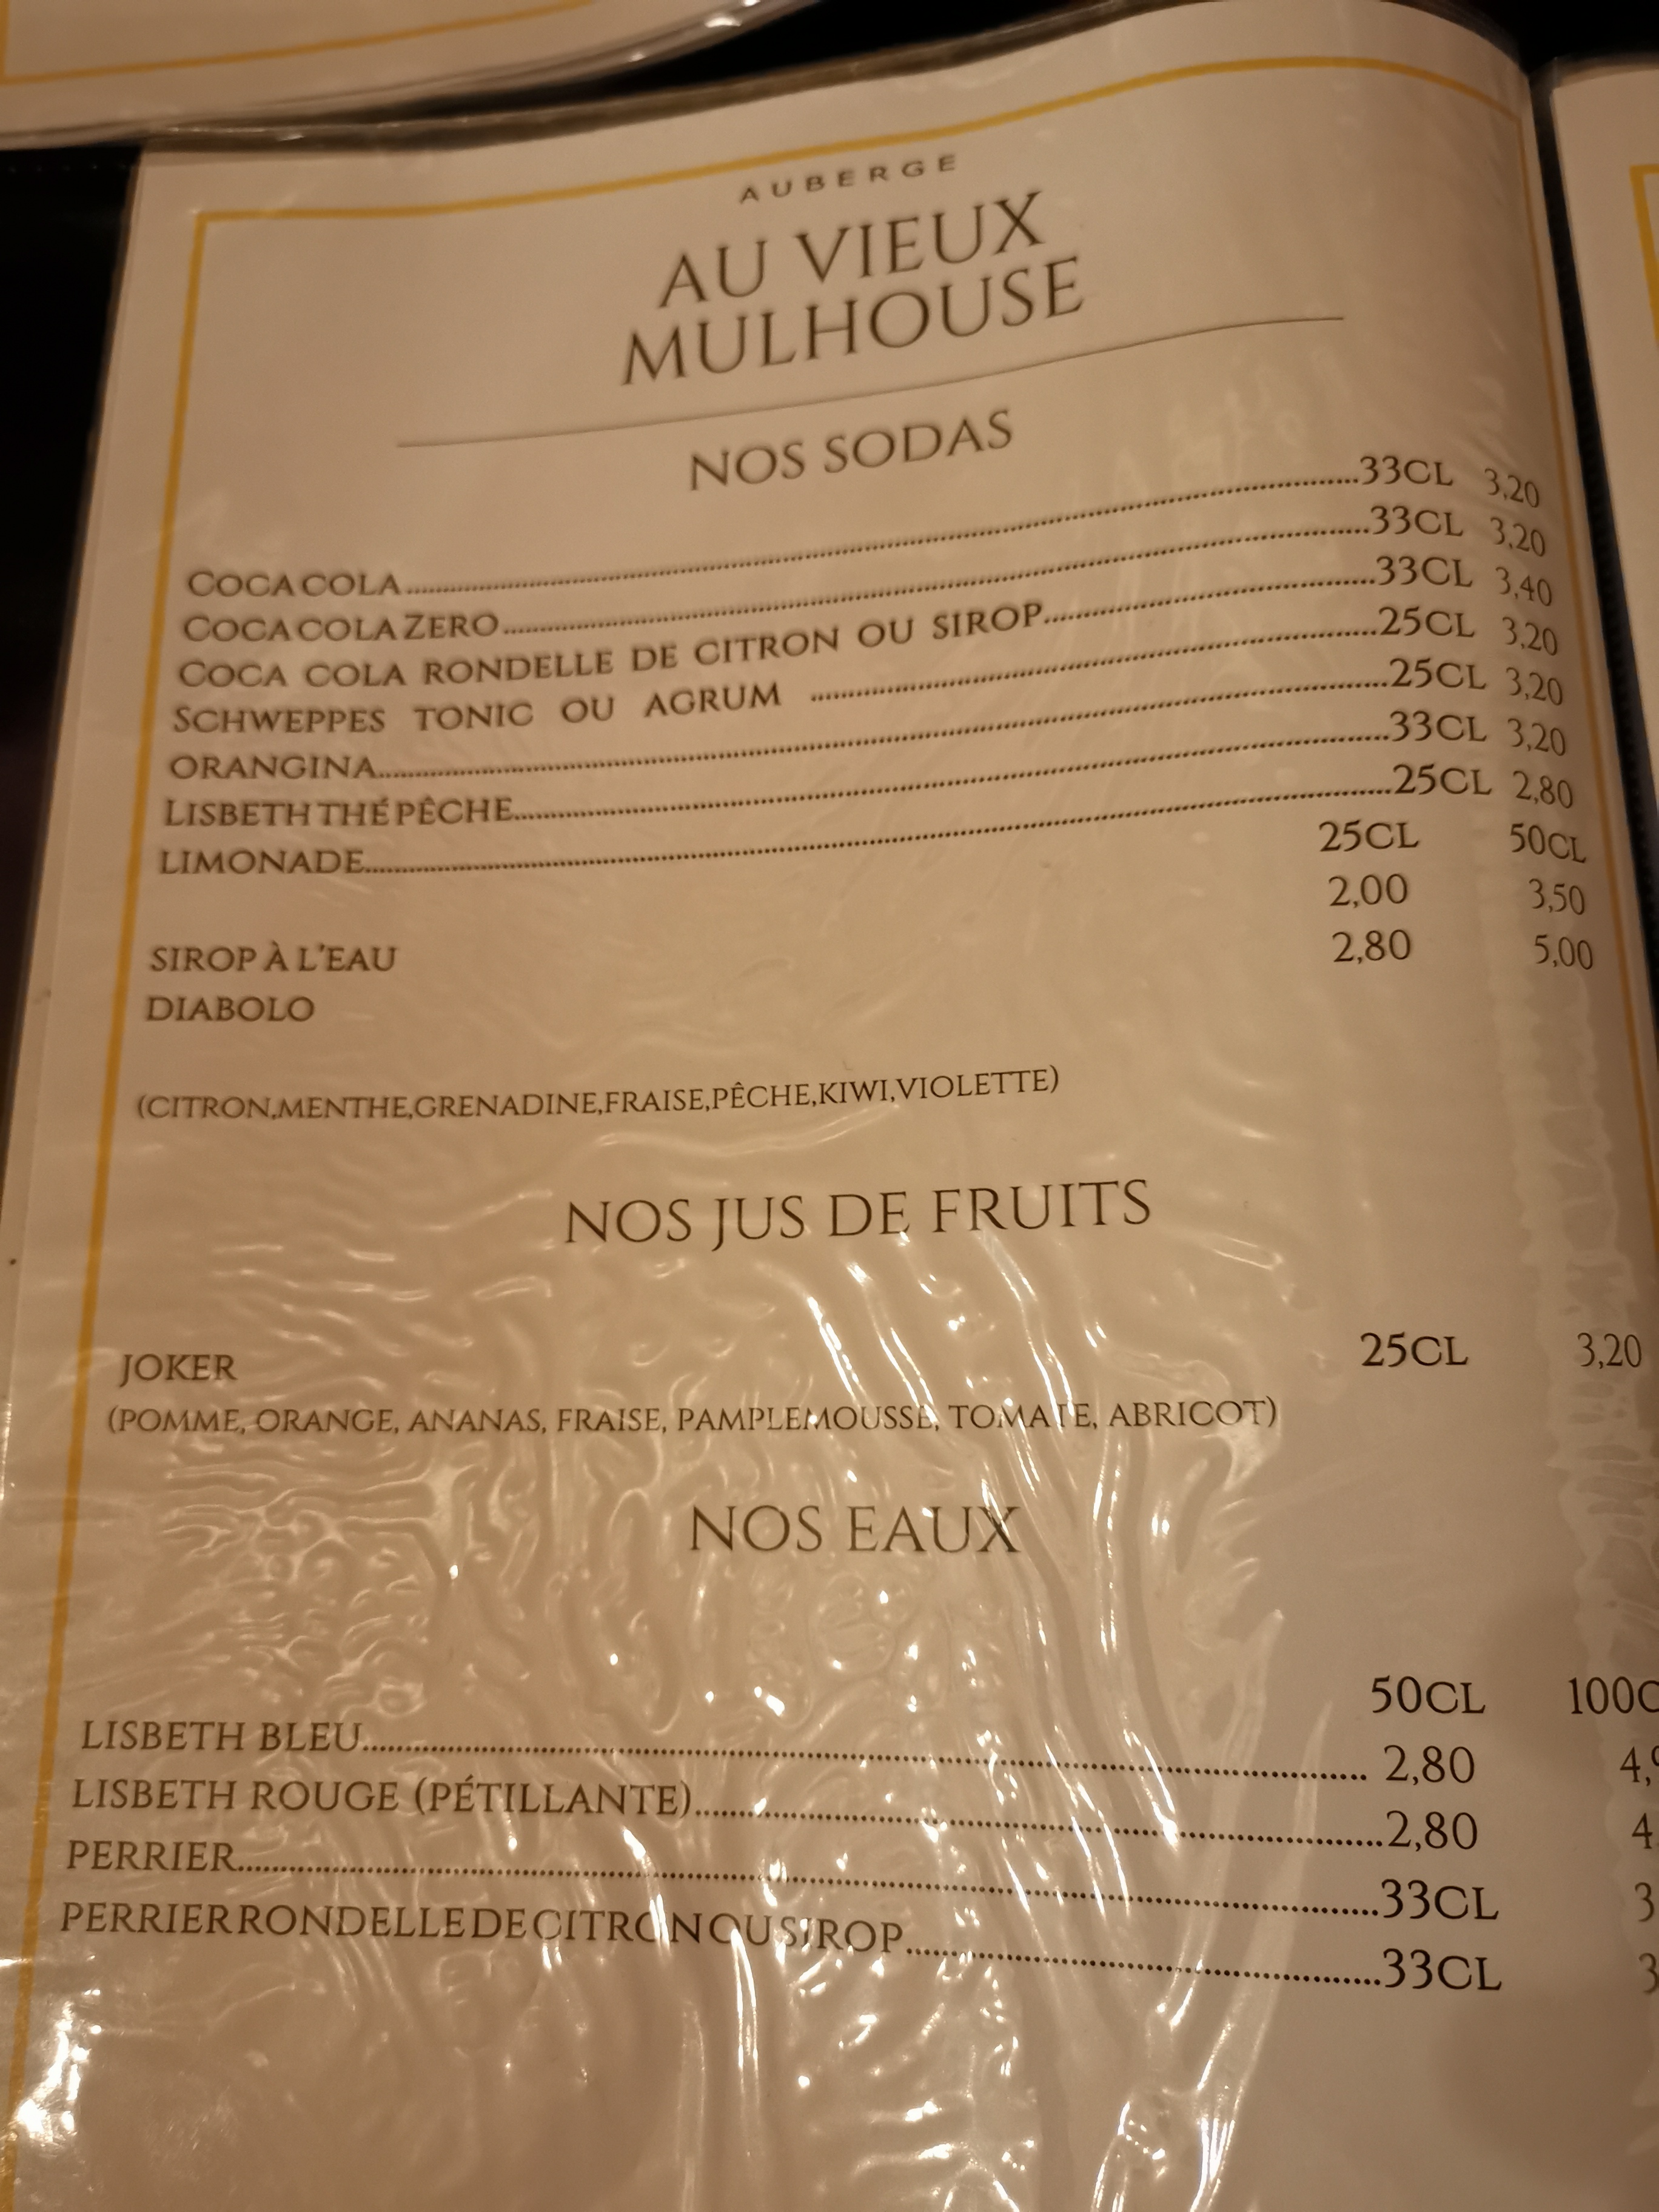 AUBERGE
AU VIEUX
MULHOUSE
NOS SODAS
COCA COLA..........33CL 3,20
COCA COLA ZERO..........33CL 3,20
COCA COLA RONDELLE DE CITRON OU SIROP..........33CL 3,40
SCHWEPPES TONIC OU AGRUM ..........25CL 3,20
ORANGINA..........25CL 3,20
LISBETH THÉ PÊCHE..........33CL 3,20
LIMONADE..........25CL 2,80
25CL 50CL
SIROP À L'EAU 2,00 3,50
DIABOLO 2,80 5,00
(CITRON,MENTHE,GRENADINE,FRAISE,PÊCHE,KIWI,VIOLETTE)
NOS JUS DE FRUITS
JOKER 25CL 3,20
(POMME, ORANGE, ANANAS, FRAISE, PAMPLEMOUSSE, TOMATE, ABRICOT)
NOS EAUX
50CL 100C
LISBETH BLEU.......... 2,80 4,
LISBETH ROUGE (PÉTILLANTE)..........2,80 4
PERRIER..........33CL 3
PERRIER RONDELLE DE CITRON OU SIROP..........33CL 3